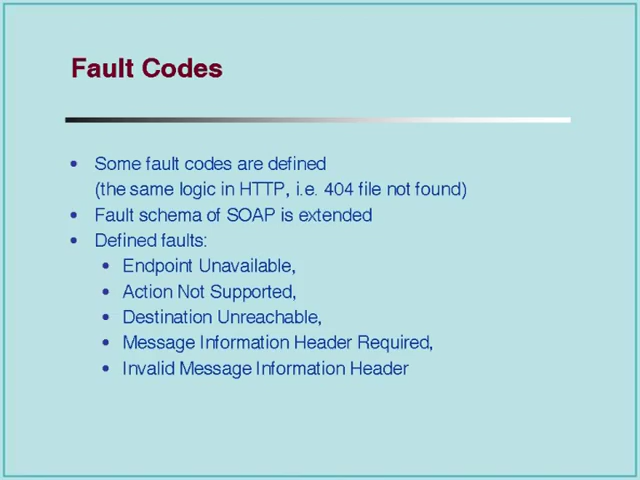 Fault Codes
Some fault codes are defined
(the same logic in HTTP, i.e. 404 file not found)
Fault schema of SOAP is extended
Defined faults:
Endpoint Unavailable,
Action Not Supported,
Destination Unreachable,
Message Information Header Required,
Invalid Message Information Header